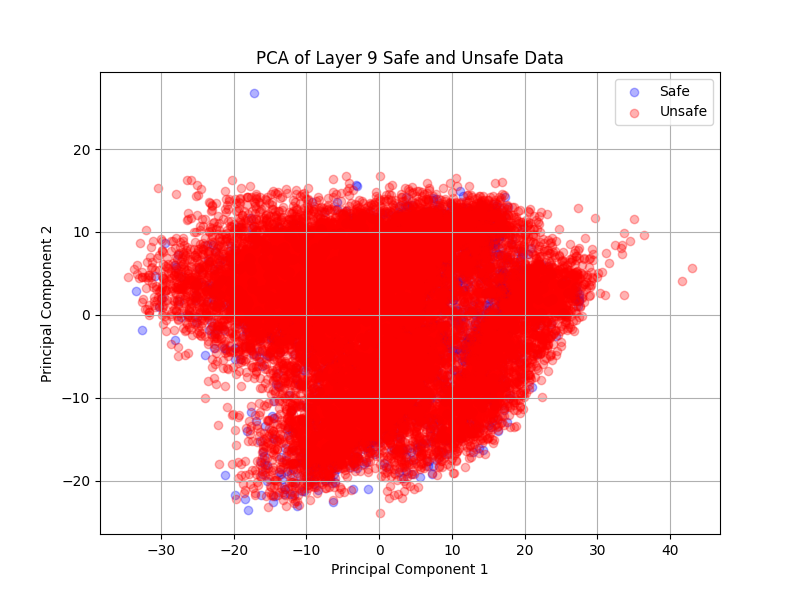 PCA of Layer 9 Safe and Unsafe Data
Safe
Unsafe
20
10
0
−10
−20
Principal Component 2
−30
−20
−10
0
10
20
30
40
Principal Component 1